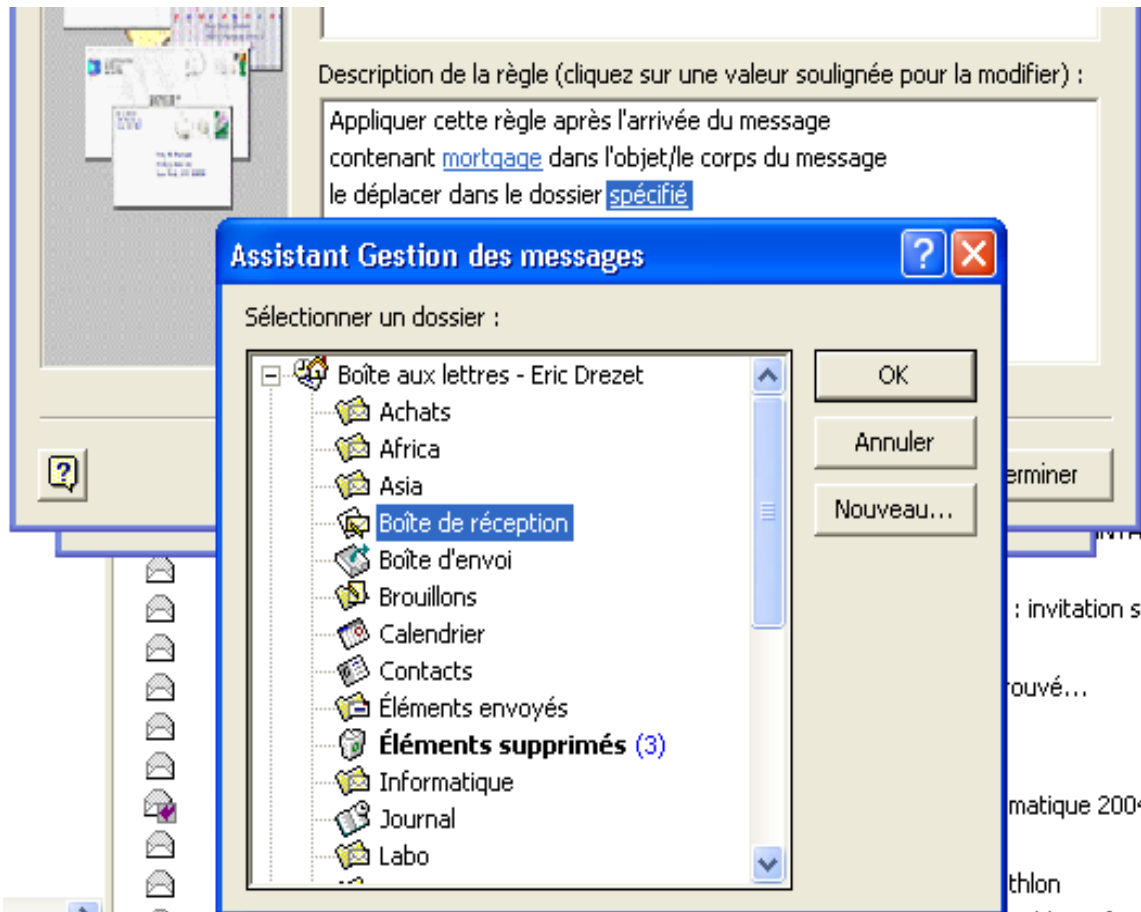 Description de la règle (cliquez sur une valeur soulignée pour la modifier) :
Appliquer cette règle après l'arrivée du message
contenant mortgage dans l'objet/le corps du message
le déplacer dans le dossier spécifié
Assistant Gestion des messages
Sélectionner un dossier :
Boîte aux lettres - Eric Drezet
Achats
Africa
Asia
Boîte de réception
Boîte d'envoi
Brouillons
Calendrier
Contacts
Éléments envoyés
Éléments supprimés (3)
Informatique
Journal
Labo
OK
Annuler
Nouveau...
erminer
: invitation s
rouvé...
matique 2004
thlon